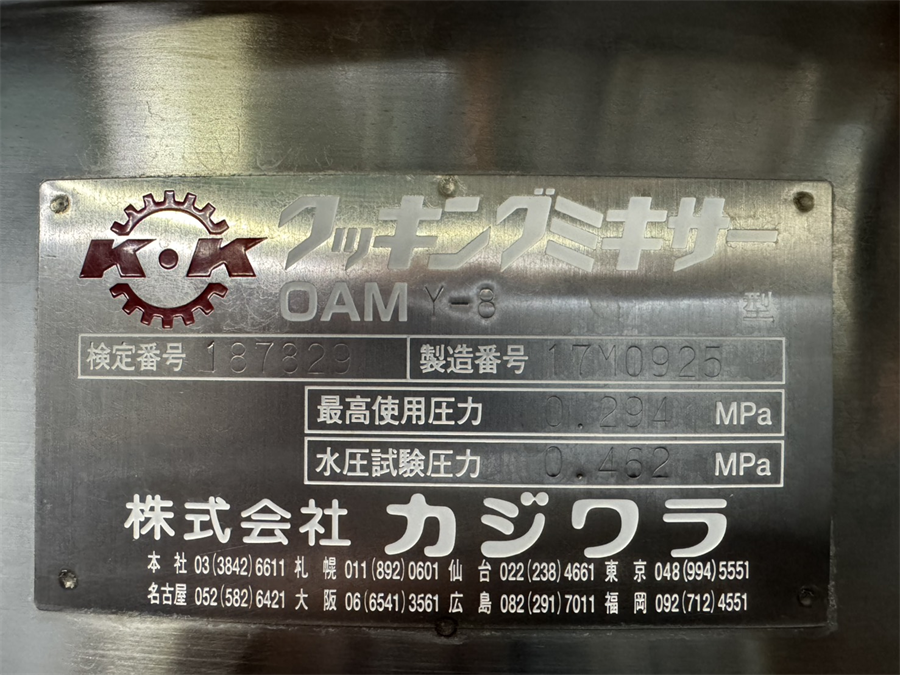 K・K クッキングミキサー
OAM Y-8 型
検定番号 187829 製造番号 17M0925
最高使用圧力 0.294 MPa
水圧試験圧力 0.462 MPa
株式会社 カジワラ
本社 03(3842)6611 札幌 011(892)0601 仙台 022(238)4661 東京 048(994)5551
名古屋 052(582)6421 大阪 06(6541)3561 広島 082(291)7011 福岡 092(712)4551